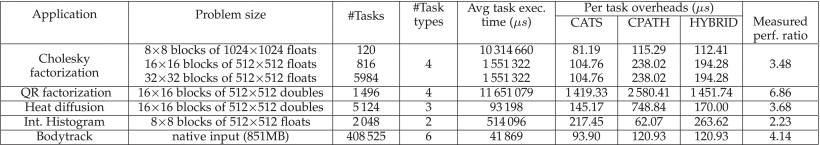 Application Problem size #Tasks #Task types Avg task exec. time (μs) Per task overheads (μs) Measured perf. ratio
CATS CPATH HYBRID
Cholesky factorization 8×8 blocks of 1024×1024 floats 120 4 10 314 660 81.19 115.29 112.41 3.48
16×16 blocks of 512×512 floats 816 1 551 322 104.76 238.02 194.28
32×32 blocks of 512×512 floats 5984 1 551 322 104.76 238.02 194.28
QR factorization 16×16 blocks of 512×512 doubles 1 496 4 11 651 079 1 419.33 2 580.41 1 451.74 6.86
Heat diffusion 16×16 blocks of 512×512 doubles 5 124 3 93 198 145.17 748.84 170.00 3.68
Int. Histogram 8×8 blocks of 512×512 floats 2 048 2 514 096 217.45 62.07 263.62 2.23
Bodytrack native input (851MB) 408 525 6 41 869 93.90 120.93 120.93 4.14